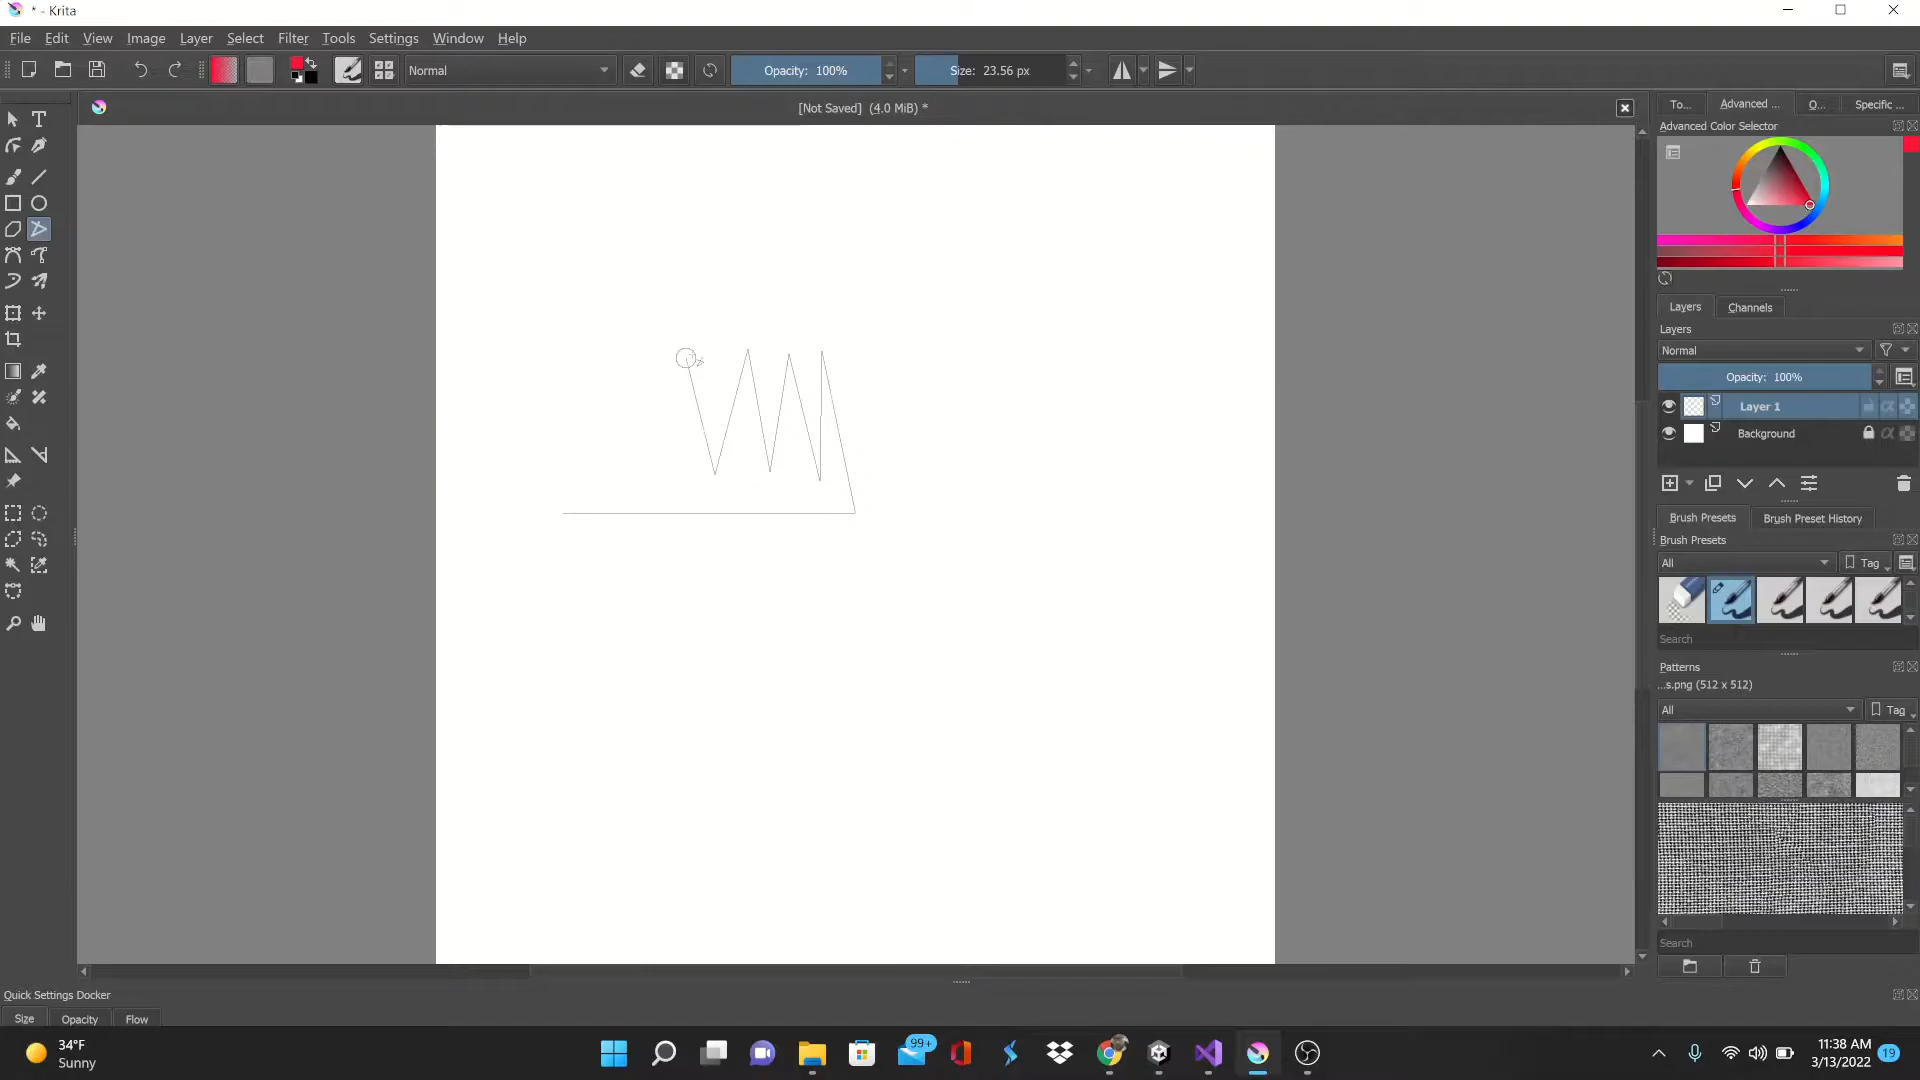 * - Krita
File Edit View Image Layer Select Filter Tools Settings Window Help
Normal Opacity: 100% Size: 23.56 px
[Not Saved] (4.0 MiB) *
To... Advanced ... O... Specific ...
Advanced Color Selector
Layers Channels
Layers
Normal
Opacity: 100%
Layer 1
Background
Brush Presets Brush Preset History
Brush Presets
All Tag
Search
Patterns
...s.png (512 x 512)
All Tag
Search
Quick Settings Docker
Size Opacity Flow
34°F
Sunny
99+
11:38 AM
3/13/2022
19